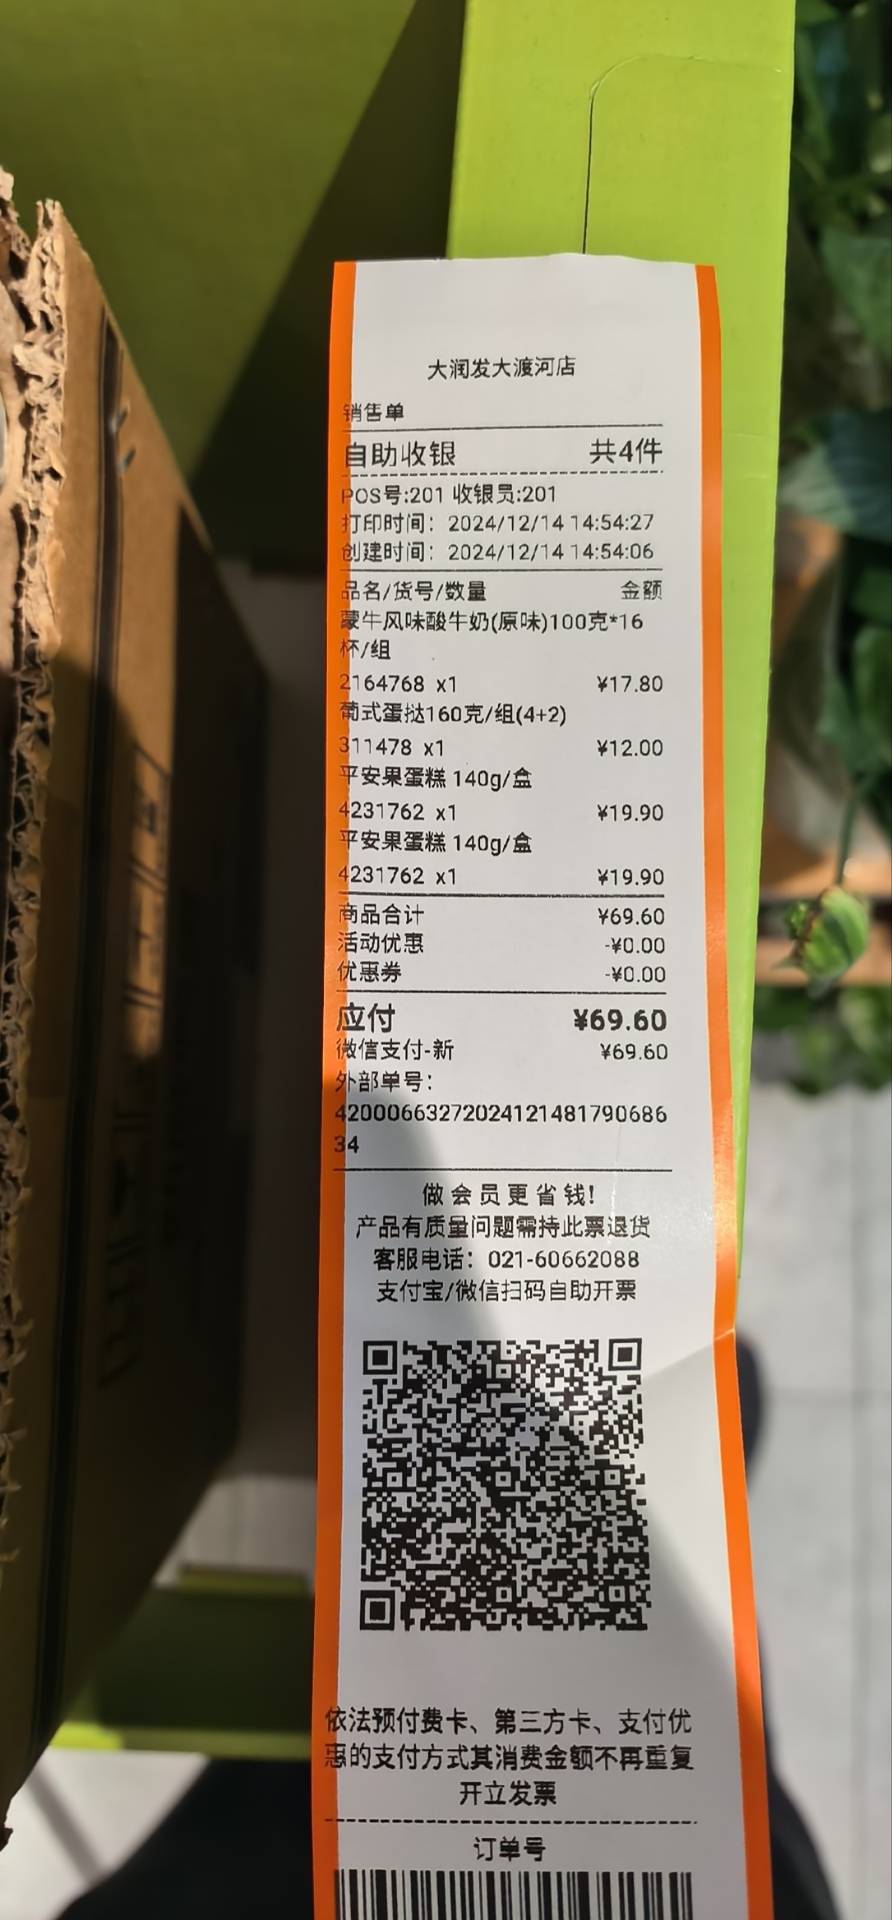 大润发大渡河店
销售单
自助收银 共4件
POS号:201 收银员:201
打印时间: 2024/12/14 14:54:27
创建时间: 2024/12/14 14:54:06
品名/货号/数量 金额
蒙牛风味酸牛奶(原味)100克*16
杯/组
2164768 x1 ¥17.80
葡式蛋挞160克/组(4+2)
311478 x1 ¥12.00
平安果蛋糕 140g/盒
4231762 x1 ¥19.90
平安果蛋糕 140g/盒
4231762 x1 ¥19.90
商品合计 ¥69.60
活动优惠 -¥0.00
优惠券 -¥0.00
应付 ¥69.60
微信支付-新 ¥69.60
外部单号:
42000663272024121481790686
34
做会员更省钱!
产品有质量问题需持此票退货
客服电话: 021-60662088
支付宝/微信扫码自助开票
依法预付费卡、第三方卡、支付优
惠的支付方式其消费金额不再重复
开立发票
订单号